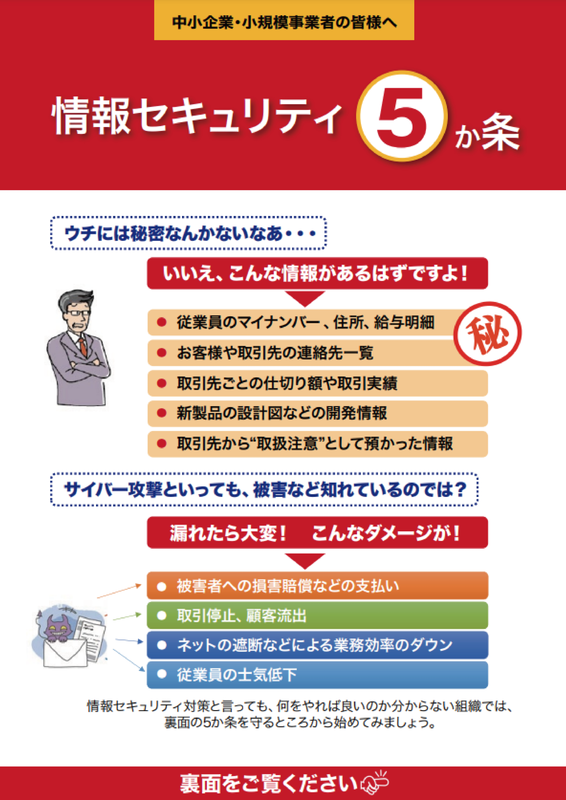 中小企業・小規模事業者の皆様へ
情報セキュリティ5か条
ウチには秘密なんかないなあ・・・
いいえ、こんな情報があるはずですよ！
● 従業員のマイナンバー、住所、給与明細
秘
● お客様や取引先の連絡先一覧
● 取引先ごとの仕切り額や取引実績
● 新製品の設計図などの開発情報
● 取引先から“取扱注意”として預かった情報
サイバー攻撃といっても、被害など知れているのでは？
漏れたら大変！　こんなダメージが！
● 被害者への損害賠償などの支払い
● 取引停止、顧客流出
● ネットの遮断などによる業務効率のダウン
● 従業員の士気低下
情報セキュリティ対策と言っても、何をやれば良いのか分からない組織では、
裏面の5か条を守るところから始めてみましょう。
裏面をご覧ください